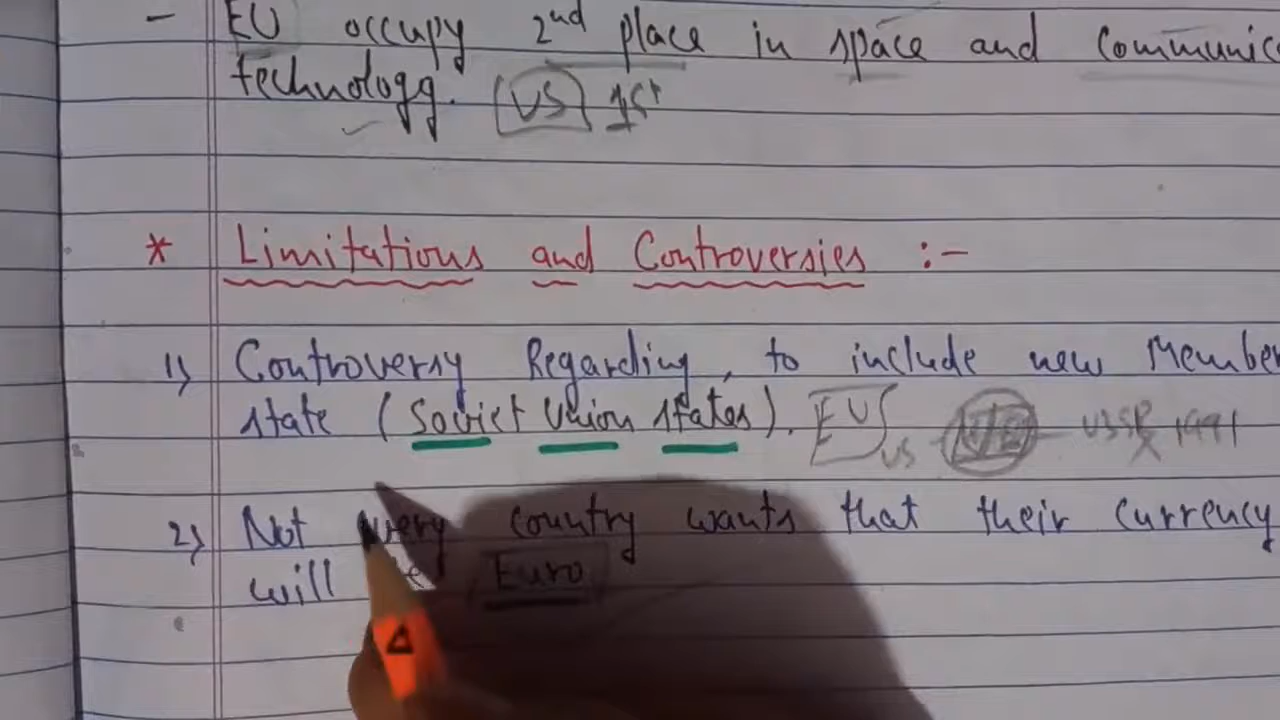 - EU occupy 2nd place in space and communic
technology. (US) 1st
* Limitations and Controversies :-
1) Controversy Regarding, to include new Member
state (Soviet Union states). EU US USSR 1991
2) Not every country wants that their currency
will be Euro